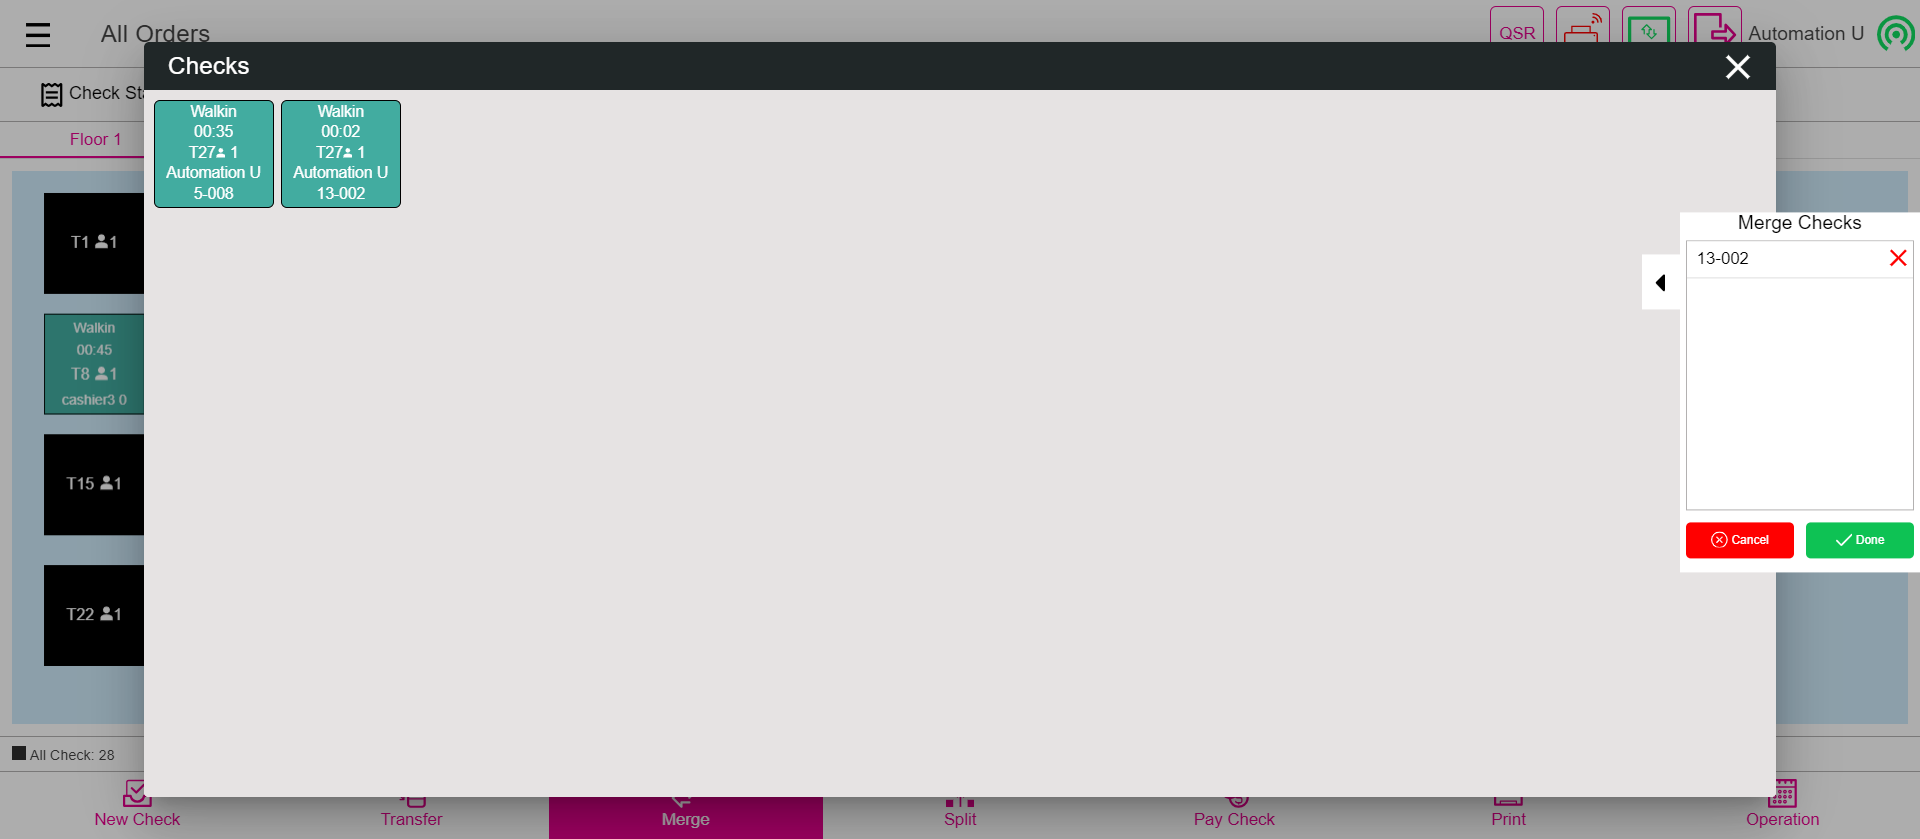 All Orders
QSR
Automation U
Check Sta
Floor 1
Checks
Walkin
00:35
T27 1
Automation U
5-008
Walkin
00:02
T27 1
Automation U
13-002
T1 1
Walkin
00:45
T8 1
cashier3 0
T15 1
T22 1
Merge Checks
13-002
Cancel
Done
All Check: 28
New Check
Transfer
Merge
Split
Pay Check
Print
Operation